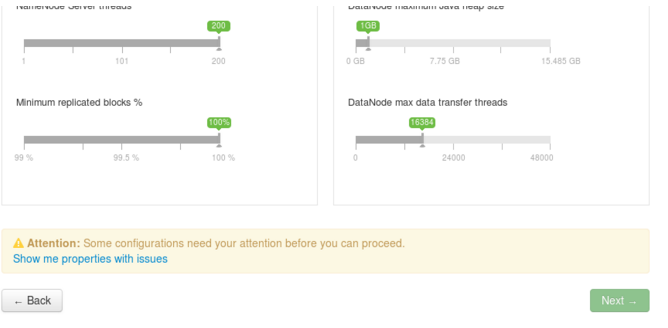 NameNode Server threads
200
1 101 200
Minimum replicated blocks %
100%
99 % 99.5 % 100 %
DataNode maximum Java heap size
1GB
0 GB 7.75 GB 15.465 GB
DataNode max data transfer threads
16384
0 24000 48000
Attention: Some configurations need your attention before you can proceed.
Show me properties with issues
← Back
Next →